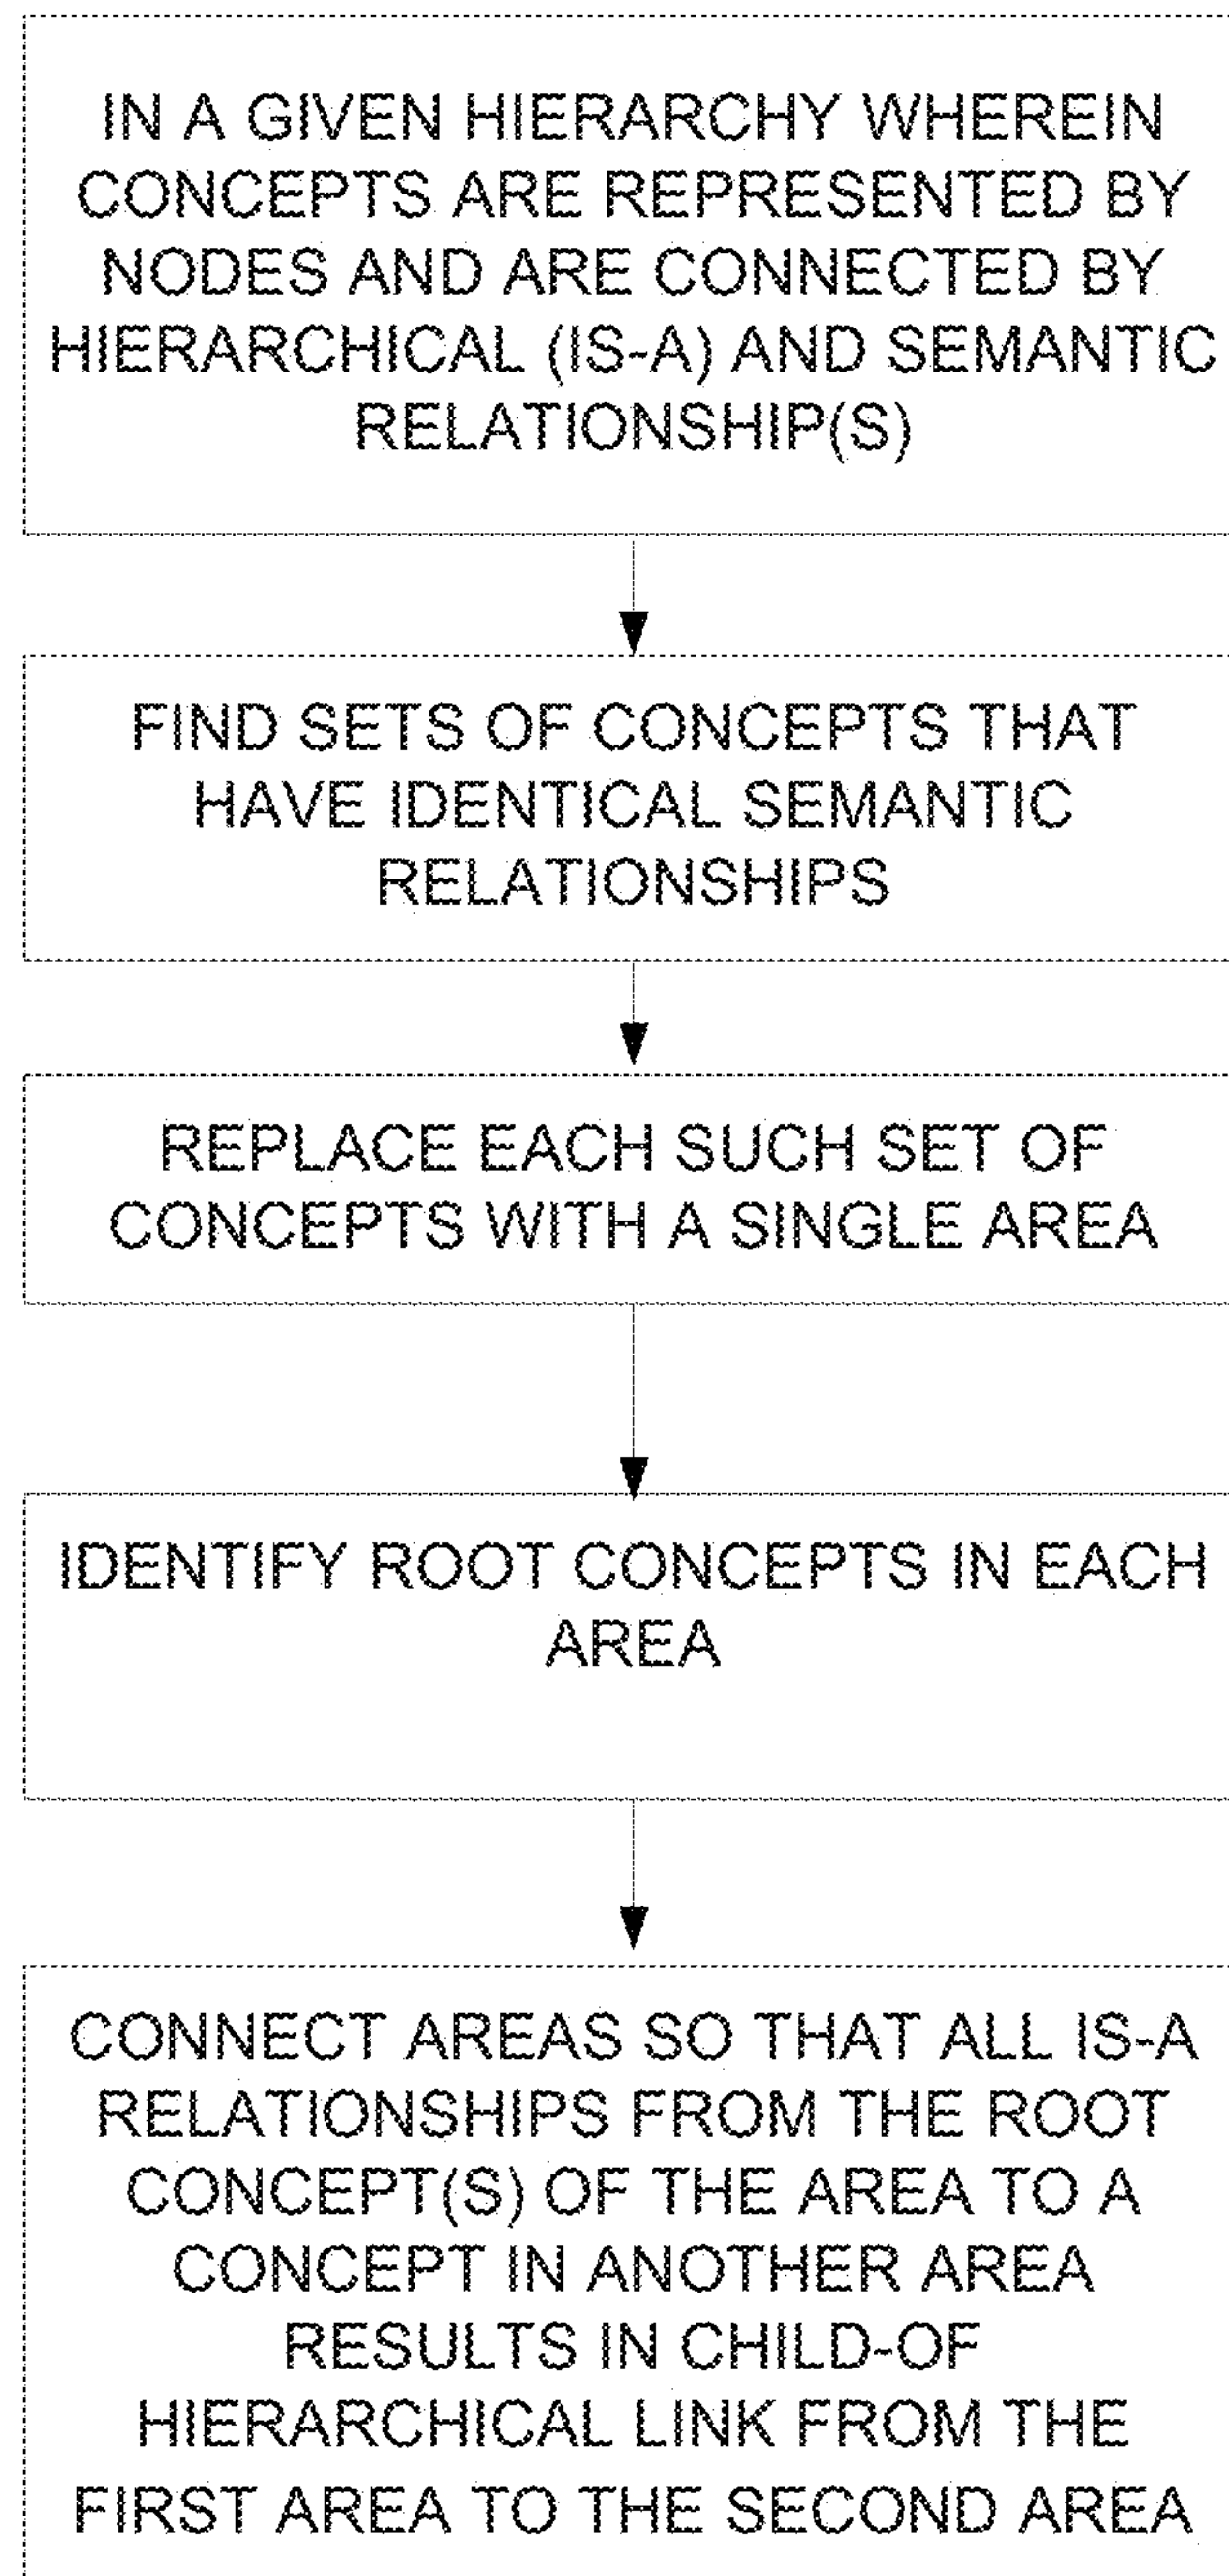 IN A GIVEN HIERARCHY WHEREIN
CONCEPTS ARE REPRESENTED BY
NODES AND ARE CONNECTED BY
HIERARCHICAL (IS-A) AND SEMANTIC
RELATIONSHIP(S)
FIND SETS OF CONCEPTS THAT
HAVE IDENTICAL SEMANTIC
RELATIONSHIPS
REPLACE EACH SUCH SET OF
CONCEPTS WITH A SINGLE AREA
IDENTIFY ROOT CONCEPTS IN EACH
AREA
CONNECT AREAS SO THAT ALL IS-A
RELATIONSHIPS FROM THE ROOT
CONCEPT(S) OF THE AREA TO A
CONCEPT IN ANOTHER AREA
RESULTS IN CHILD-OF
HIERARCHICAL LINK FROM THE
FIRST AREA TO THE SECOND AREA